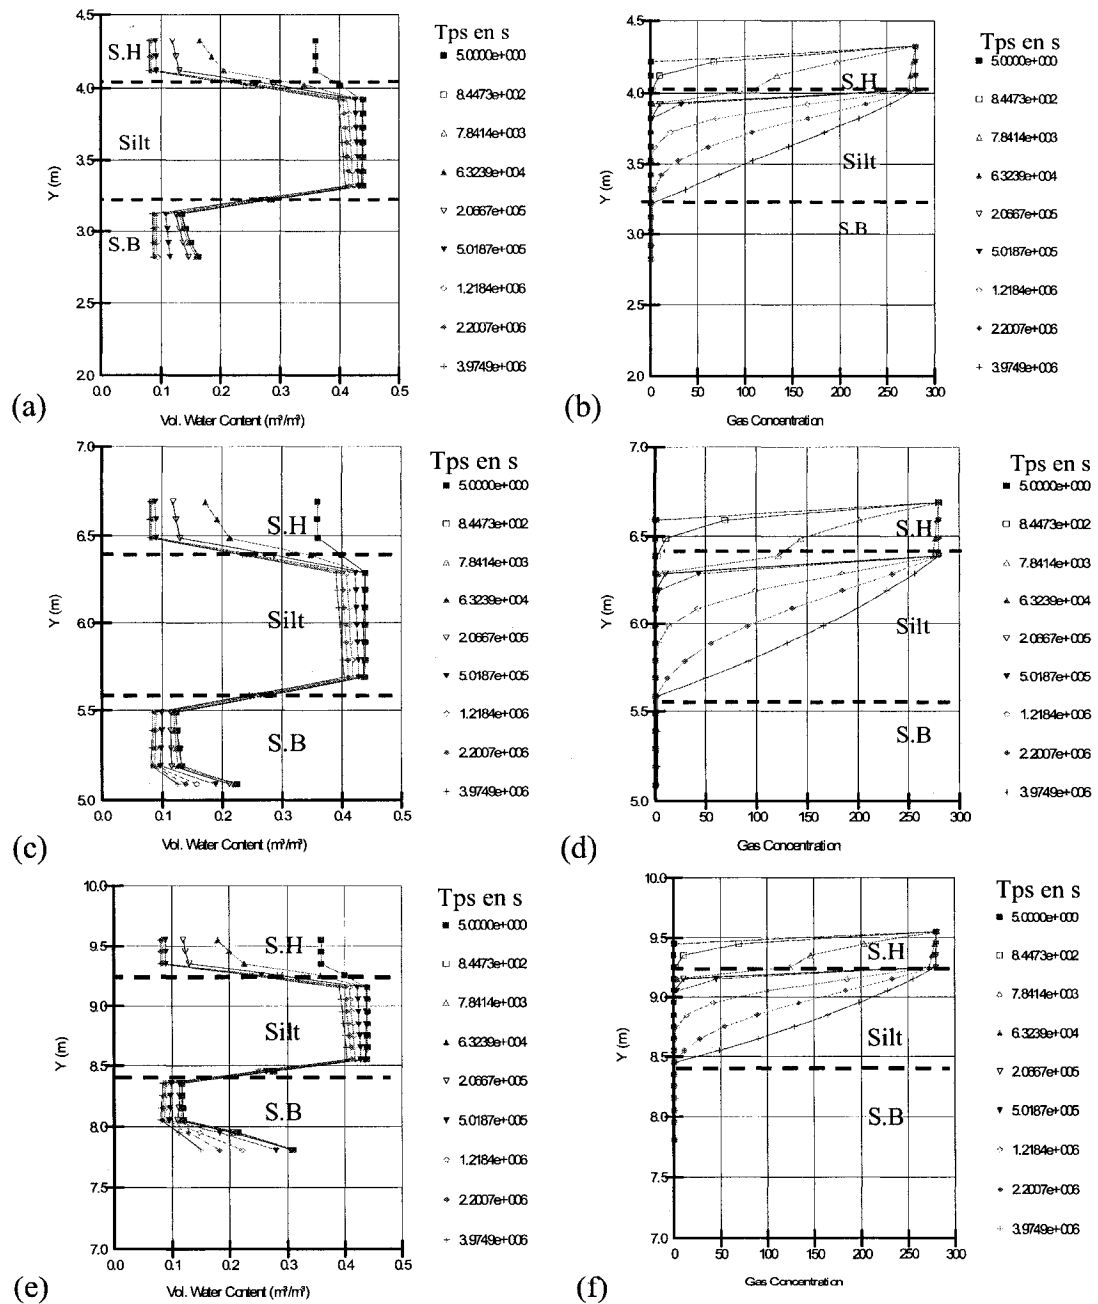 4.5
S.H
4.0
3.5
Silt
3.0
S.B
2.5
2.0
0.0 0.1 0.2 0.3 0.4 0.5
Y (m)
Vol. Water Content (m³/m³)
(a)
Tps en s
5.0000e+000
8.4473e+002
7.8414e+003
6.3239e+004
2.0667e+005
5.0187e+005
1.2184e+006
2.2007e+006
3.9749e+006
4.5
S.H
4.0
Silt
3.5
S.B
3.0
2.5
2.0
0 50 100 150 200 250 300
Y (m)
Gas Concentration
(b)
Tps en s
5.0000e+000
8.4473e+002
7.8414e+003
6.3239e+004
2.0667e+005
5.0187e+005
1.2184e+006
2.2007e+006
3.9749e+006
7.0
S.H
6.5
6.0
Silt
5.5
S.B
5.0
0.0 0.1 0.2 0.3 0.4 0.5
Y (m)
Vol. Water Content (m³/m³)
(c)
Tps en s
5.0000e+000
8.4473e+002
7.8414e+003
6.3239e+004
2.0667e+005
5.0187e+005
1.2184e+006
2.2007e+006
3.9749e+006
7.0
S.H
6.5
6.0
Silt
5.5
S.B
5.0
0 50 100 150 200 250 300
Y (m)
Gas Concentration
(d)
Tps en s
5.0000e+000
8.4473e+002
7.8414e+003
6.3239e+004
2.0667e+005
5.0187e+005
1.2184e+006
2.2007e+006
3.9749e+006
10.0
9.5
S.H
9.0
Silt
8.5
S.B
8.0
7.5
7.0
0.0 0.1 0.2 0.3 0.4 0.5
Y (m)
Vol. Water Content (m³/m³)
(e)
Tps en s
5.0000e+000
8.4473e+002
7.8414e+003
6.3239e+004
2.0667e+005
5.0187e+005
1.2184e+006
2.2007e+006
3.9749e+006
10.0
9.5
S.H
9.0
Silt
8.5
S.B
8.0
7.5
7.0
0 50 100 150 200 250 300
Y (m)
Gas Concentration
(f)
Tps en s
5.0000e+000
8.4473e+002
7.8414e+003
6.3239e+004
2.0667e+005
5.0187e+005
1.2184e+006
2.2007e+006
3.9749e+006